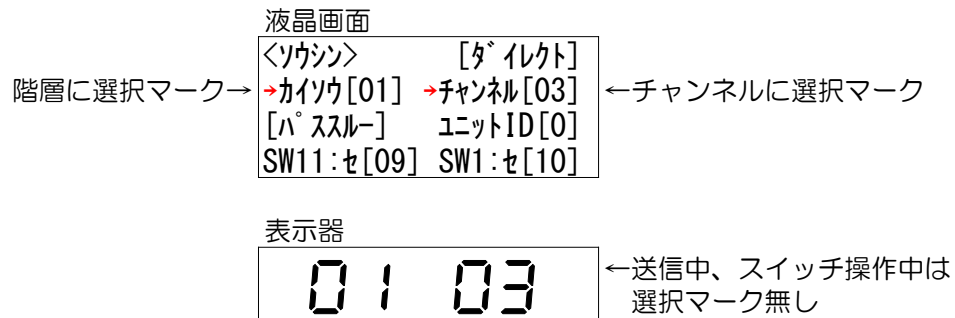 液晶画面
<ソウシン> [ダイレクト]
階層に選択マーク→ →カイソウ[01] →チャンネル[03] ←チャンネルに選択マーク
[パススルー] ユニットID[0]
SW11:セ[09] SW1:セ[10]
表示器
01 03 ←送信中、スイッチ操作中は
選択マーク無し